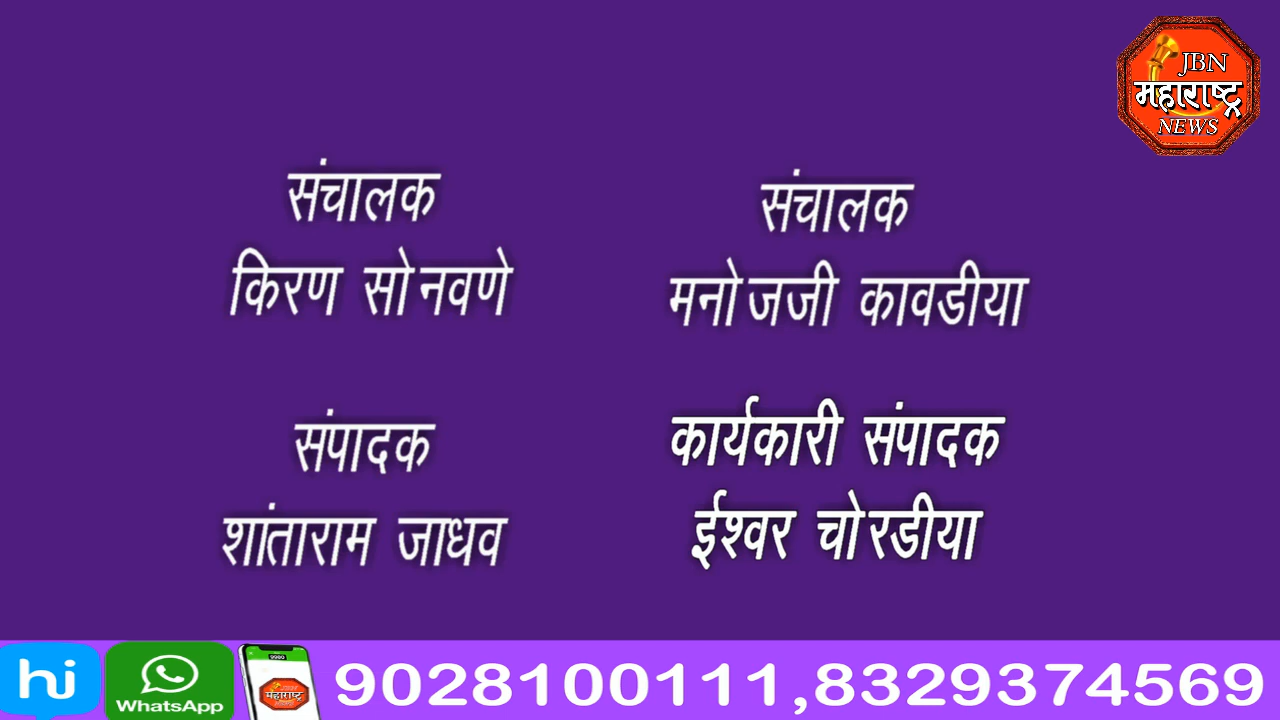 JBN
महाराष्ट्र
NEWS
संचालक
किरण सोनवणे
संचालक
मनोजजी कावडीया
संपादक
शांताराम जाधव
कार्यकारी संपादक
ईश्वर चोरडीया
hi
WhatsApp
महाराष्ट्र
9028100111,8329374569